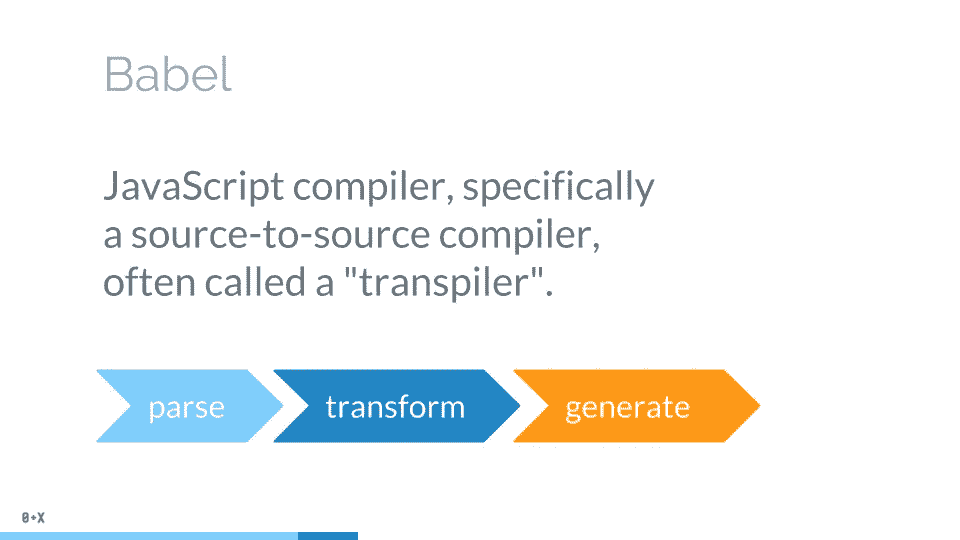 Babel
JavaScript compiler, specifically
a source-to-source compiler,
often called a "transpiler".
parse
transform
generate
0+X